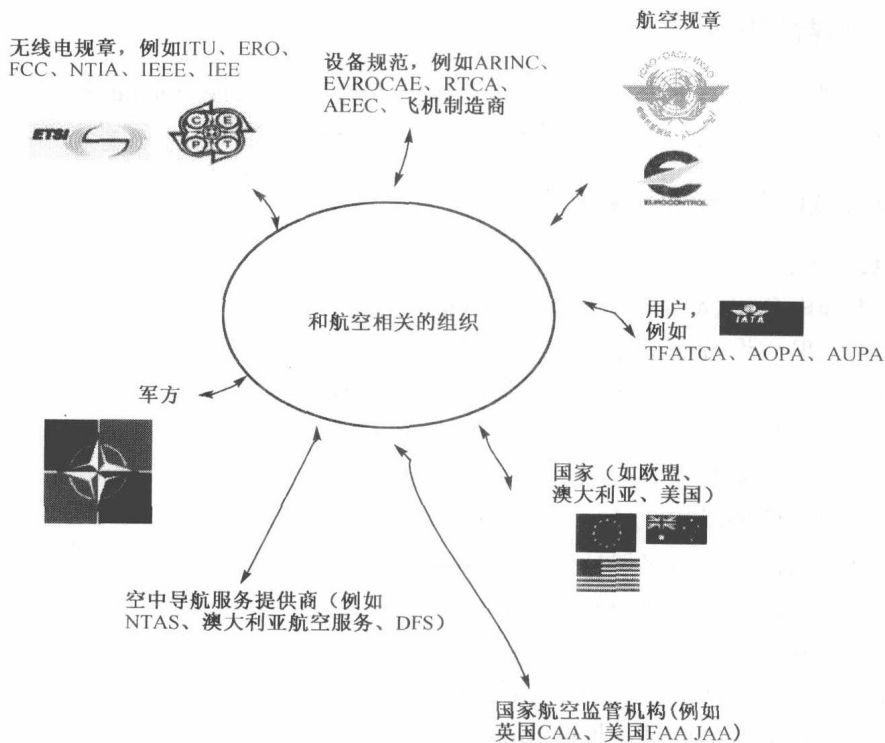 航空规章
无线电规章，例如ITU、ERO、
FCC、NTIA、IEEE、IEE
设备规范，例如ARINC、
EVROCAE、RTCA、
AEEC、飞机制造商
ICAO·OACI·ИКАО
ETSI
C E
P T
EUROCONTROL
和航空相关的组织
用户，
例如
IATA
TFATCA、AOPA、AUPA
军方
国家（如欧盟、
澳大利亚、美国）
空中导航服务提供商（例如
NTAS、澳大利亚航空服务、DFS）
国家航空监管机构(例如
英国CAA、美国FAA JAA)